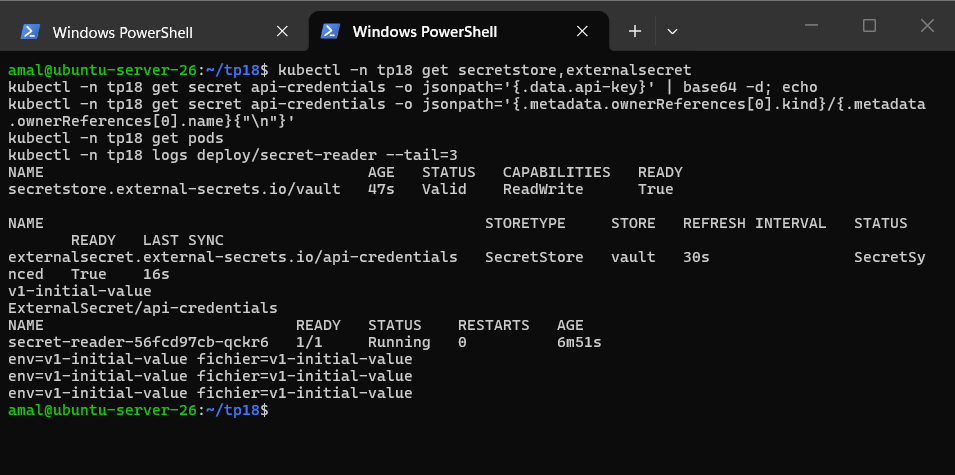 Windows PowerShell
Windows PowerShell
amal@ubuntu-server-26:~/tp18$ kubectl -n tp18 get secretstore,externalsecret
kubectl -n tp18 get secret api-credentials -o jsonpath='{.data.api-key}' | base64 -d; echo
kubectl -n tp18 get secret api-credentials -o jsonpath='{.metadata.ownerReferences[0].kind}/{.metadata
.ownerReferences[0].name}{"\n"}'
kubectl -n tp18 get pods
kubectl -n tp18 logs deploy/secret-reader --tail=3
NAME AGE STATUS CAPABILITIES READY
secretstore.external-secrets.io/vault 47s Valid ReadWrite True
NAME STORETYPE STORE REFRESH INTERVAL STATUS
READY LAST SYNC
externalsecret.external-secrets.io/api-credentials SecretStore vault 30s SecretSy
nced True 16s
v1-initial-value
ExternalSecret/api-credentials
NAME READY STATUS RESTARTS AGE
secret-reader-56fcd97cb-qckr6 1/1 Running 0 6m51s
env=v1-initial-value fichier=v1-initial-value
env=v1-initial-value fichier=v1-initial-value
env=v1-initial-value fichier=v1-initial-value
amal@ubuntu-server-26:~/tp18$